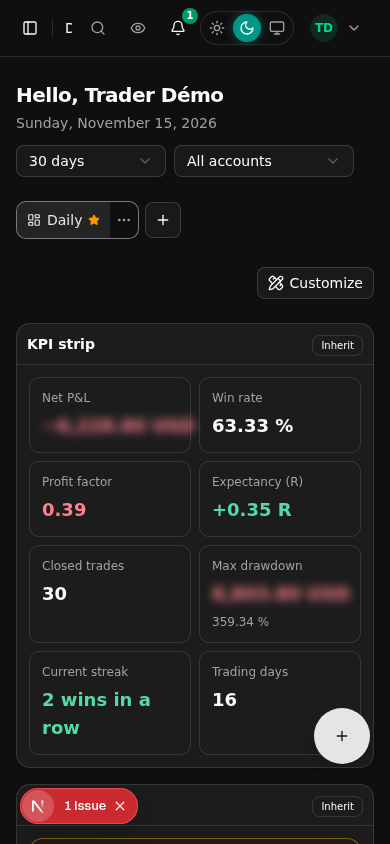 1
TD
Hello, Trader Démo
Sunday, November 15, 2026
30 days
All accounts
Daily
Customize
KPI strip
Inherit
Net P&L
Win rate
63.33 %
Profit factor
Expectancy (R)
0.39
+0.35 R
Closed trades
Max drawdown
30
359.34 %
Current streak
Trading days
2 wins in a
16
row
N
1 Issue
Inherit